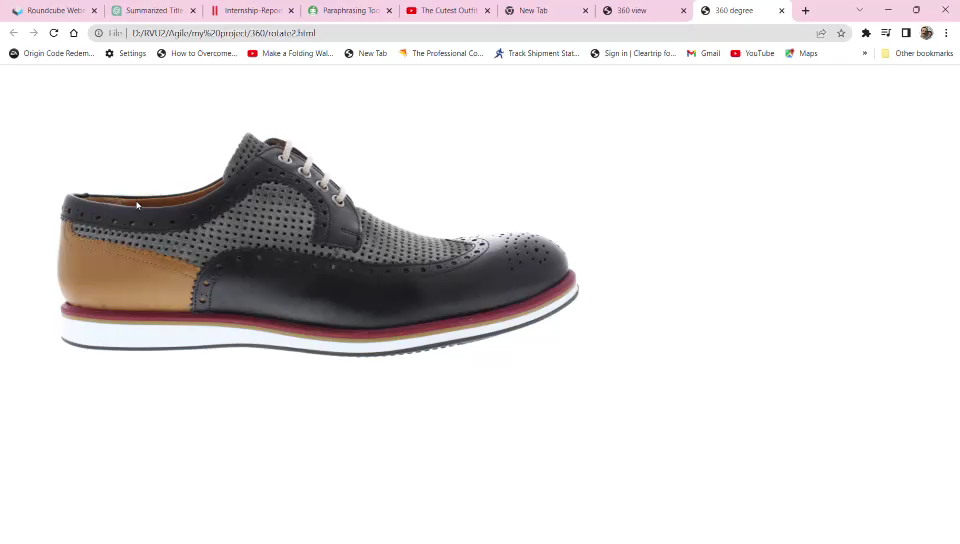 Roundcube Webm
Summarized Title
Internship-Repor
Paraphrasing Too
The Cutest Outfit
New Tab
360 view
360 degree
File | D:/RVU2/Agile/my%20project/360/rotate2.html
Origin Code Redem...
Settings
How to Overcome...
Make a Folding Wal...
New Tab
The Professional Co...
Track Shipment Stat...
Sign in | Cleartrip fo...
Gmail
YouTube
Maps
»
Other bookmarks